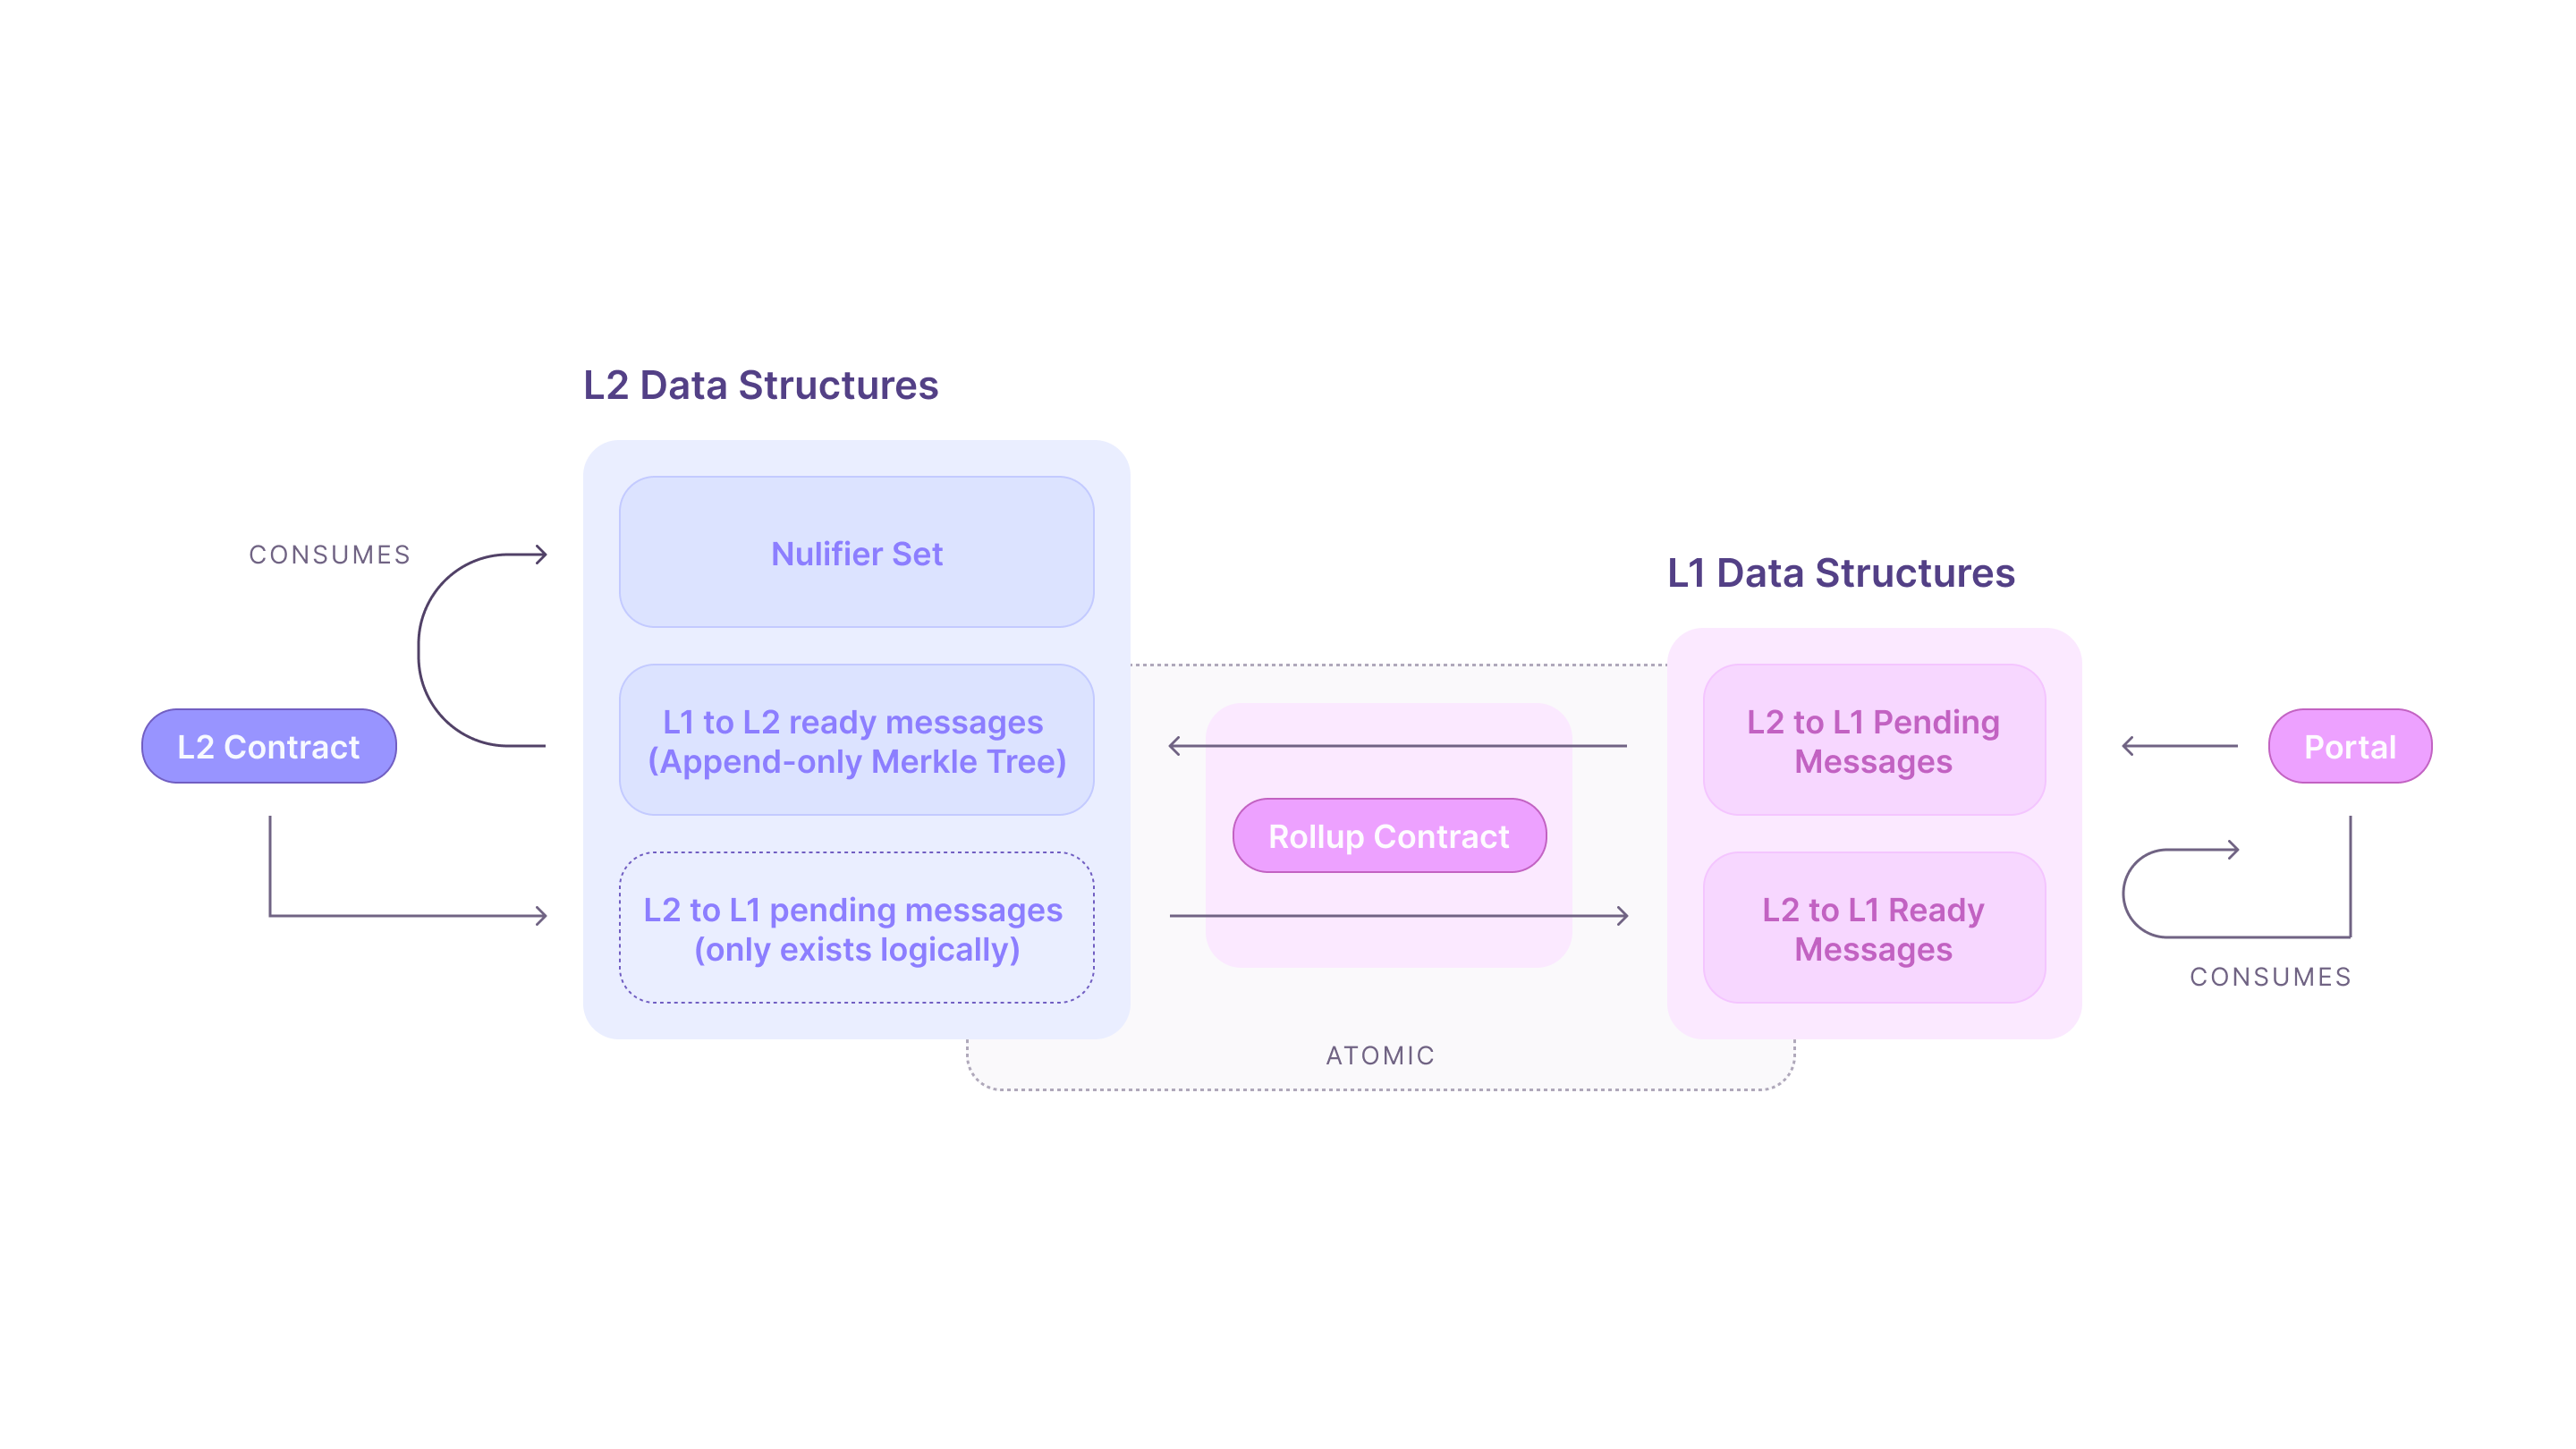 L2 Data Structures
Nulifier Set
CONSUMES
L1 Data Structures
L2 Contract
L1 to L2 ready messages
(Append-only Merkle Tree)
L2 to L1 Pending
Messages
Portal
Rollup Contract
L2 to L1 pending messages
(only exists logically)
L2 to L1 Ready
Messages
CONSUMES
ATOMIC